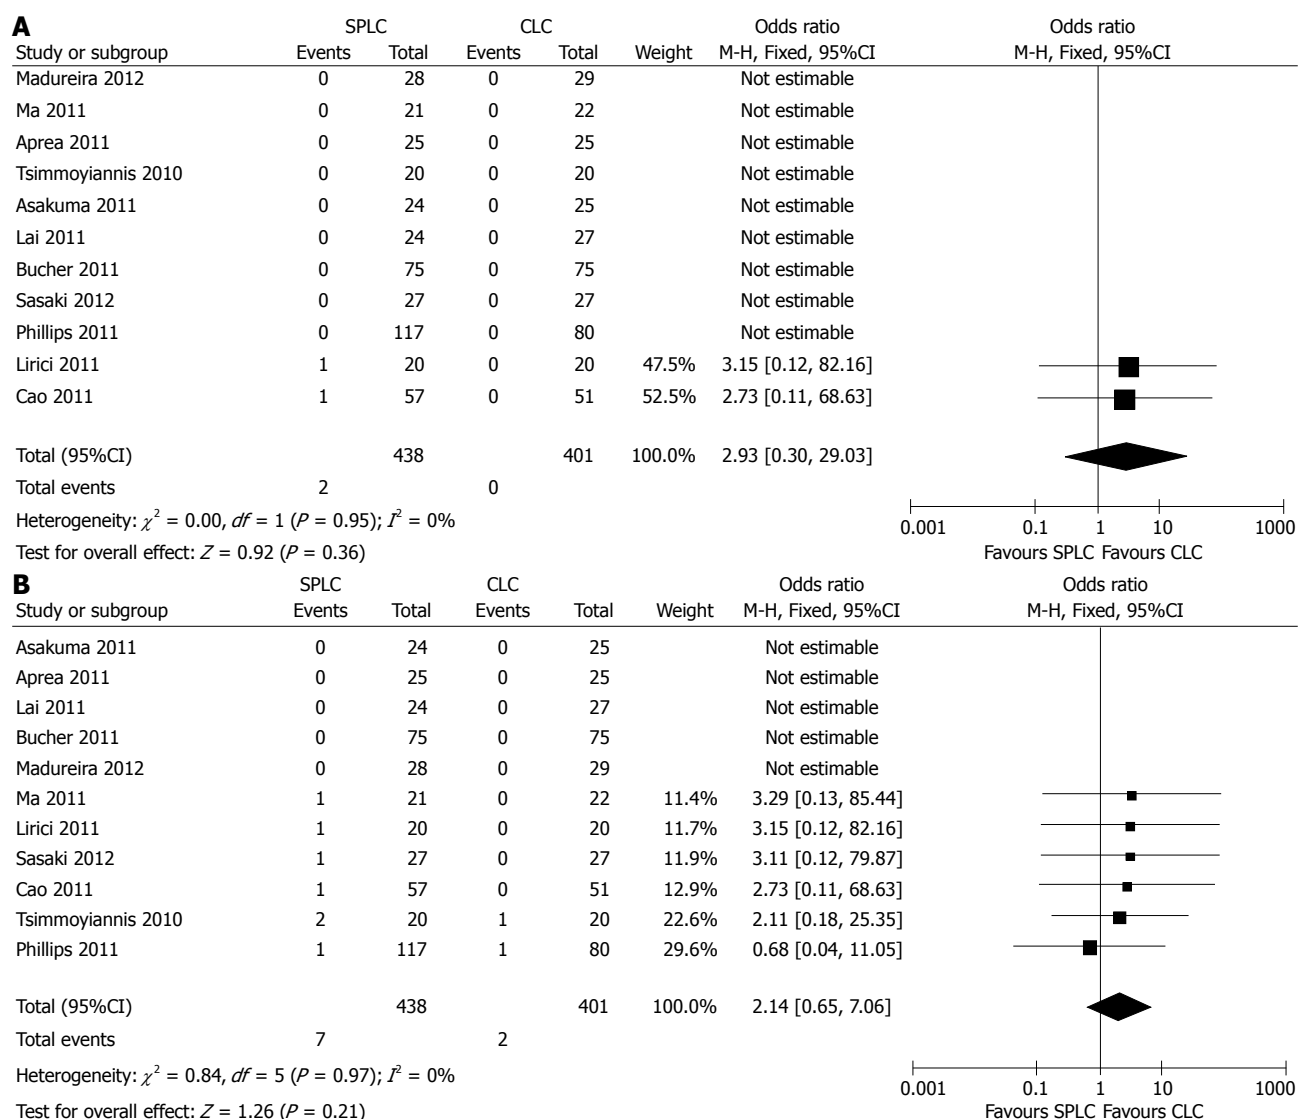 A SPLC CLC Odds ratio Odds ratio
Study or subgroup Events Total Events Total Weight M-H, Fixed, 95%CI M-H, Fixed, 95%CI
Madureira 2012 0 28 0 29 Not estimable
Ma 2011 0 21 0 22 Not estimable
Aprea 2011 0 25 0 25 Not estimable
Tsimmoyiannis 2010 0 20 0 20 Not estimable
Asakuma 2011 0 24 0 25 Not estimable
Lai 2011 0 24 0 27 Not estimable
Bucher 2011 0 75 0 75 Not estimable
Sasaki 2012 0 27 0 27 Not estimable
Phillips 2011 0 117 0 80 Not estimable
Lirici 2011 1 20 0 20 47.5% 3.15 [0.12, 82.16]
Cao 2011 1 57 0 51 52.5% 2.73 [0.11, 68.63]
Total (95%CI) 438 401 100.0% 2.93 [0.30, 29.03]
Total events 2 0
Heterogeneity: χ² = 0.00, df = 1 (P = 0.95); I² = 0%
0.001 0.1 1 10 1000
Test for overall effect: Z = 0.92 (P = 0.36) Favours SPLC Favours CLC
B SPLC CLC Odds ratio Odds ratio
Study or subgroup Events Total Events Total Weight M-H, Fixed, 95%CI M-H, Fixed, 95%CI
Asakuma 2011 0 24 0 25 Not estimable
Aprea 2011 0 25 0 25 Not estimable
Lai 2011 0 24 0 27 Not estimable
Bucher 2011 0 75 0 75 Not estimable
Madureira 2012 0 28 0 29 Not estimable
Ma 2011 1 21 0 22 11.4% 3.29 [0.13, 85.44]
Lirici 2011 1 20 0 20 11.7% 3.15 [0.12, 82.16]
Sasaki 2012 1 27 0 27 11.9% 3.11 [0.12, 79.87]
Cao 2011 1 57 0 51 12.9% 2.73 [0.11, 68.63]
Tsimmoyiannis 2010 2 20 1 20 22.6% 2.11 [0.18, 25.35]
Phillips 2011 1 117 1 80 29.6% 0.68 [0.04, 11.05]
Total (95%CI) 438 401 100.0% 2.14 [0.65, 7.06]
Total events 7 2
Heterogeneity: χ² = 0.84, df = 5 (P = 0.97); I² = 0%
0.001 0.1 1 10 1000
Test for overall effect: Z = 1.26 (P = 0.21) Favours SPLC Favours CLC